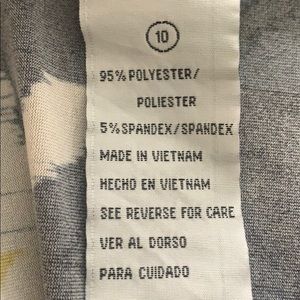 10
95% POLYESTER/
POLIESTER
5% SPANDEX/SPANDEX
MADE IN VIETNAM
HECHO EN VIETNAM
SEE REVERSE FOR CARE
VER AL DORSO
PARA CUIDADO